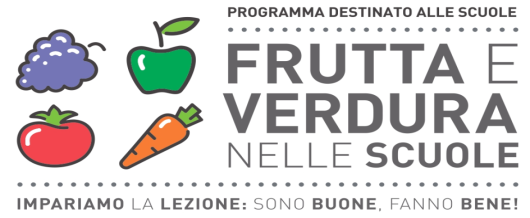 PROGRAMMA DESTINATO ALLE SCUOLE
FRUTTA E
VERDURA
NELLE SCUOLE
IMPARIAMO LA LEZIONE: SONO BUONE, FANNO BENE!